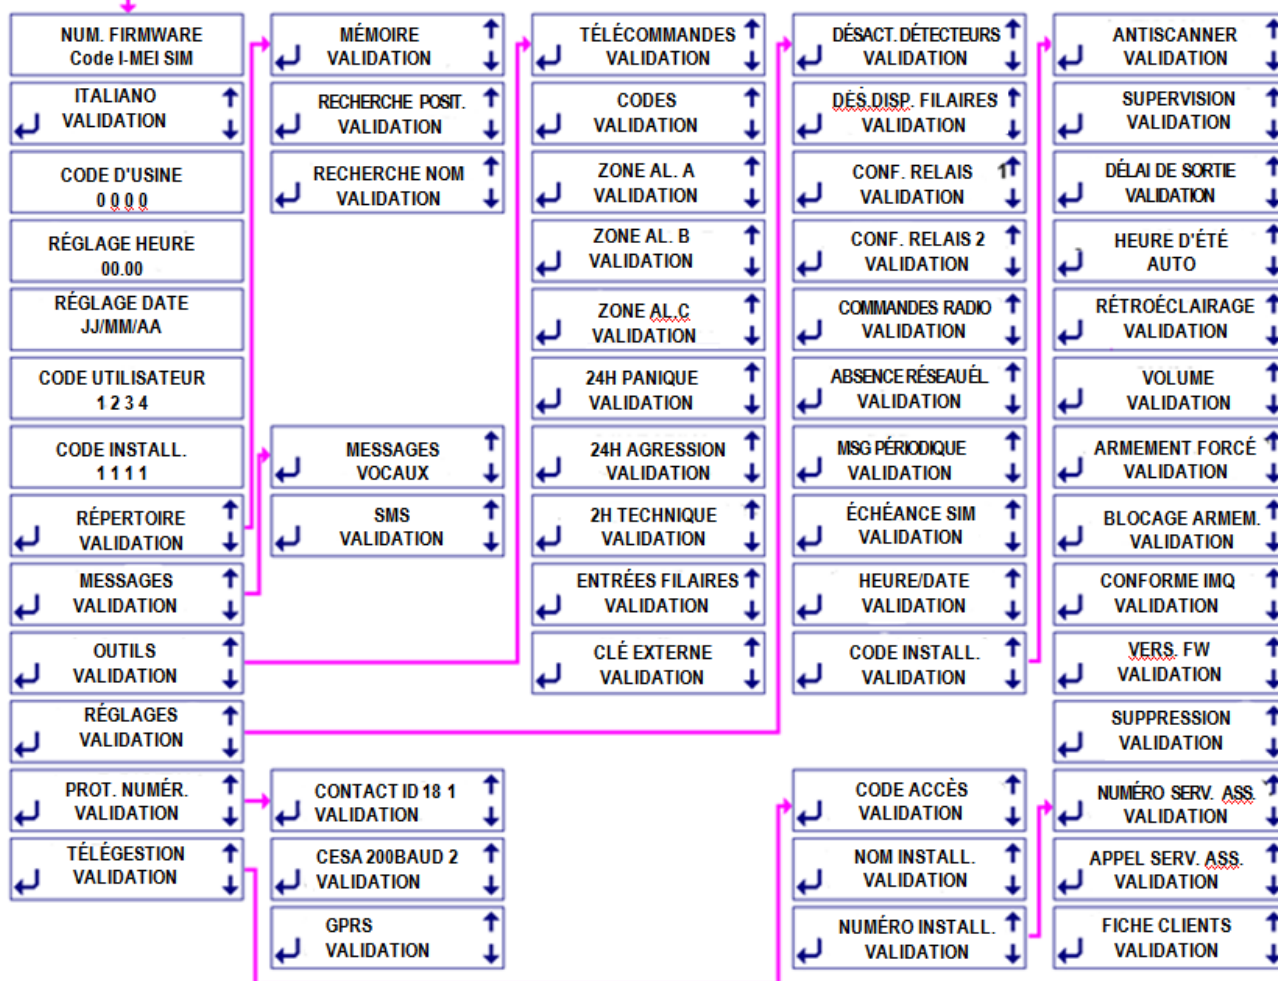 NUM. FIRMWARE
Code I-MEI SIM
ITALIANO
VALIDATION
CODE D'USINE
0 0 0 0
RÉGLAGE HEURE
00.00
RÉGLAGE DATE
JJ/MM/AA
CODE UTILISATEUR
1 2 3 4
CODE INSTALL.
1 1 1 1
RÉPERTOIRE
VALIDATION
MESSAGES
VALIDATION
OUTILS
VALIDATION
RÉGLAGES
VALIDATION
PROT. NUMÉR.
VALIDATION
TÉLÉGESTION
VALIDATION
MÉMOIRE
VALIDATION
RECHERCHE POSIT.
VALIDATION
RECHERCHE NOM
VALIDATION
MESSAGES
VOCAUX
SMS
VALIDATION
CONTACT ID 18 1
VALIDATION
CESA 200BAUD 2
VALIDATION
GPRS
VALIDATION
TÉLÉCOMMANDES
VALIDATION
CODES
VALIDATION
ZONE AL. A
VALIDATION
ZONE AL. B
VALIDATION
ZONE AL.C
VALIDATION
24H PANIQUE
VALIDATION
24H AGRESSION
VALIDATION
2H TECHNIQUE
VALIDATION
ENTRÉES FILAIRES
VALIDATION
CLÉ EXTERNE
VALIDATION
DÉSACT. DÉTECTEURS
VALIDATION
DÉS.DISP. FILAIRES
VALIDATION
CONF. RELAIS 1
VALIDATION
CONF. RELAIS 2
VALIDATION
COMMANDES RADIO
VALIDATION
ABSENCE RÉSEAU ÉL
VALIDATION
MSG PÉRIODIQUE
VALIDATION
ÉCHÉANCE SIM
VALIDATION
HEURE/DATE
VALIDATION
CODE INSTALL.
VALIDATION
CODE ACCÈS
VALIDATION
NOM INSTALL.
VALIDATION
NUMÉRO INSTALL.
VALIDATION
ANTISCANNER
VALIDATION
SUPERVISION
VALIDATION
DÉLAI DE SORTIE
VALIDATION
HEURE D'ÉTÉ
AUTO
RÉTROÉCLAIRAGE
VALIDATION
VOLUME
VALIDATION
ARMEMENT FORCÉ
VALIDATION
BLOCAGE ARMEM.
VALIDATION
CONFORME IMQ
VALIDATION
VERS. FW
VALIDATION
SUPPRESSION
VALIDATION
NUMÉRO SERV. ASS.
VALIDATION
APPEL SERV. ASS.
VALIDATION
FICHE CLIENTS
VALIDATION